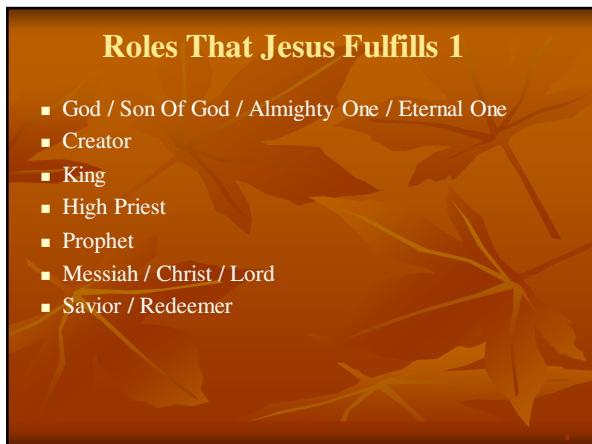 Roles That Jesus Fulfills 1
God / Son Of God / Almighty One / Eternal One
Creator
King
High Priest
Prophet
Messiah / Christ / Lord
Savior / Redeemer